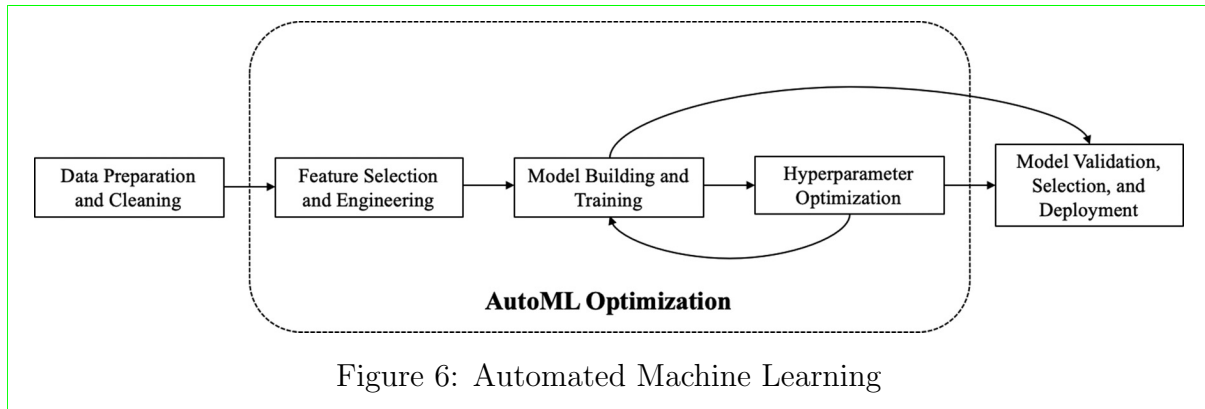 Data Preparation
and Cleaning
Feature Selection
and Engineering
Model Building and
Training
Hyperparameter
Optimization
Model Validation,
Selection, and
Deployment
AutoML Optimization
Figure 6: Automated Machine Learning